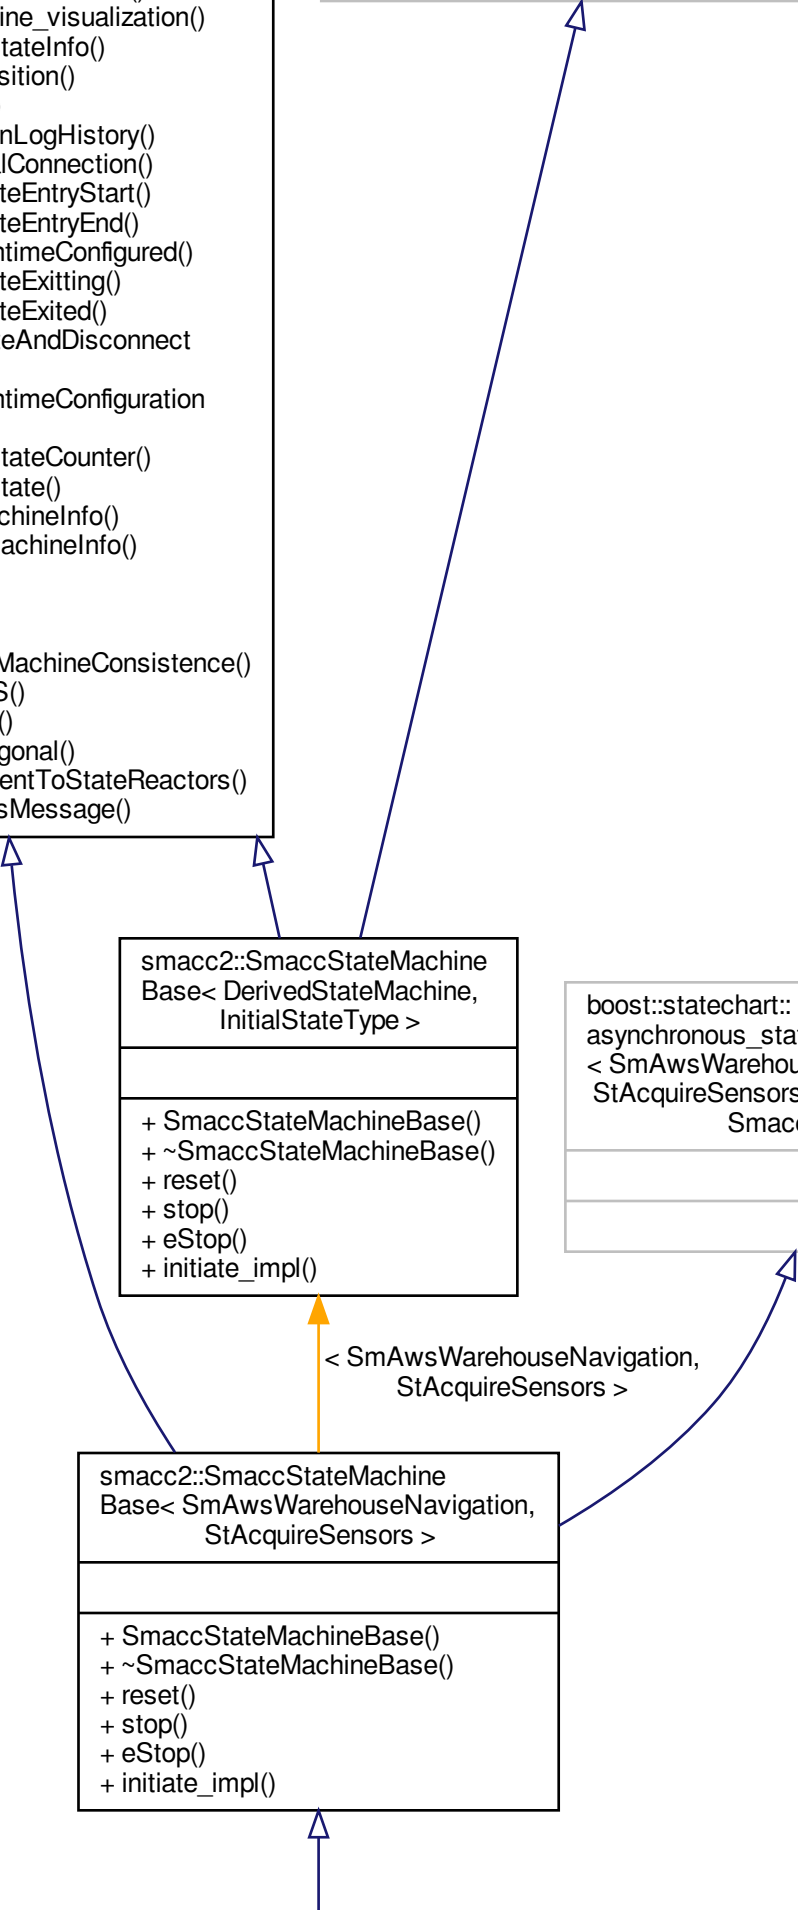 ine_visualization()
tateInfo()
sition()
nLogHistory()
lConnection()
teEntryStart()
teEntryEnd()
ntimeConfigured()
teExitting()
teExited()
teAndDisconnect
ntimeConfiguration
tateCounter()
tate()
chineInfo()
achineInfo()
MachineConsistence()
S()
()
gonal()
entToStateReactors()
sMessage()
smacc2::SmaccStateMachine
Base< DerivedStateMachine,
InitialStateType >
+ SmaccStateMachineBase()
+ ~SmaccStateMachineBase()
+ reset()
+ stop()
+ eStop()
+ initiate_impl()
boost::statechart::
asynchronous_sta
< SmAwsWarehou
StAcquireSensors
Smacc
< SmAwsWarehouseNavigation,
StAcquireSensors >
smacc2::SmaccStateMachine
Base< SmAwsWarehouseNavigation,
StAcquireSensors >
+ SmaccStateMachineBase()
+ ~SmaccStateMachineBase()
+ reset()
+ stop()
+ eStop()
+ initiate_impl()